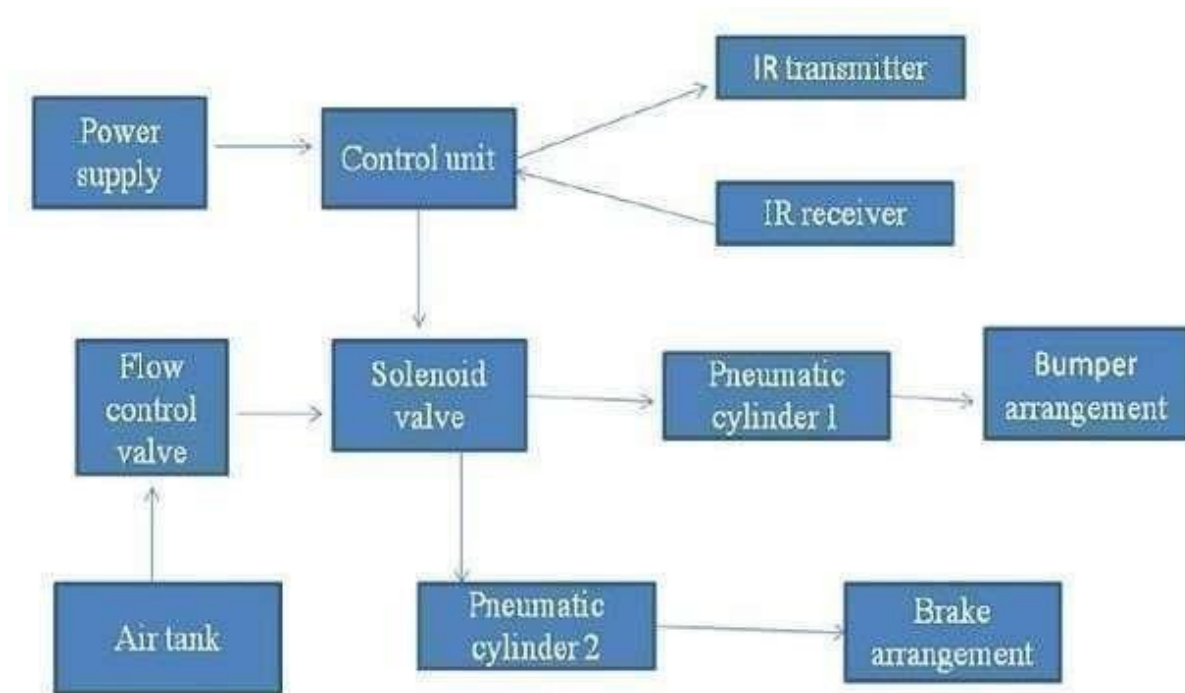 IR transmitter
Power
supply
Control unit
IR receiver
Flow
control
valve
Solenoid
valve
Pneumatic
cylinder 1
Bumper
arrangement
Air tank
Pneumatic
cylinder 2
Brake
arrangement